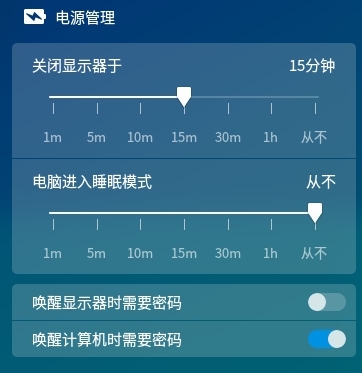 电源管理
关闭显示器于 15分钟
1m 5m 10m 15m 30m 1h 从不
电脑进入睡眠模式 从不
1m 5m 10m 15m 30m 1h 从不
唤醒显示器时需要密码
唤醒计算机时需要密码